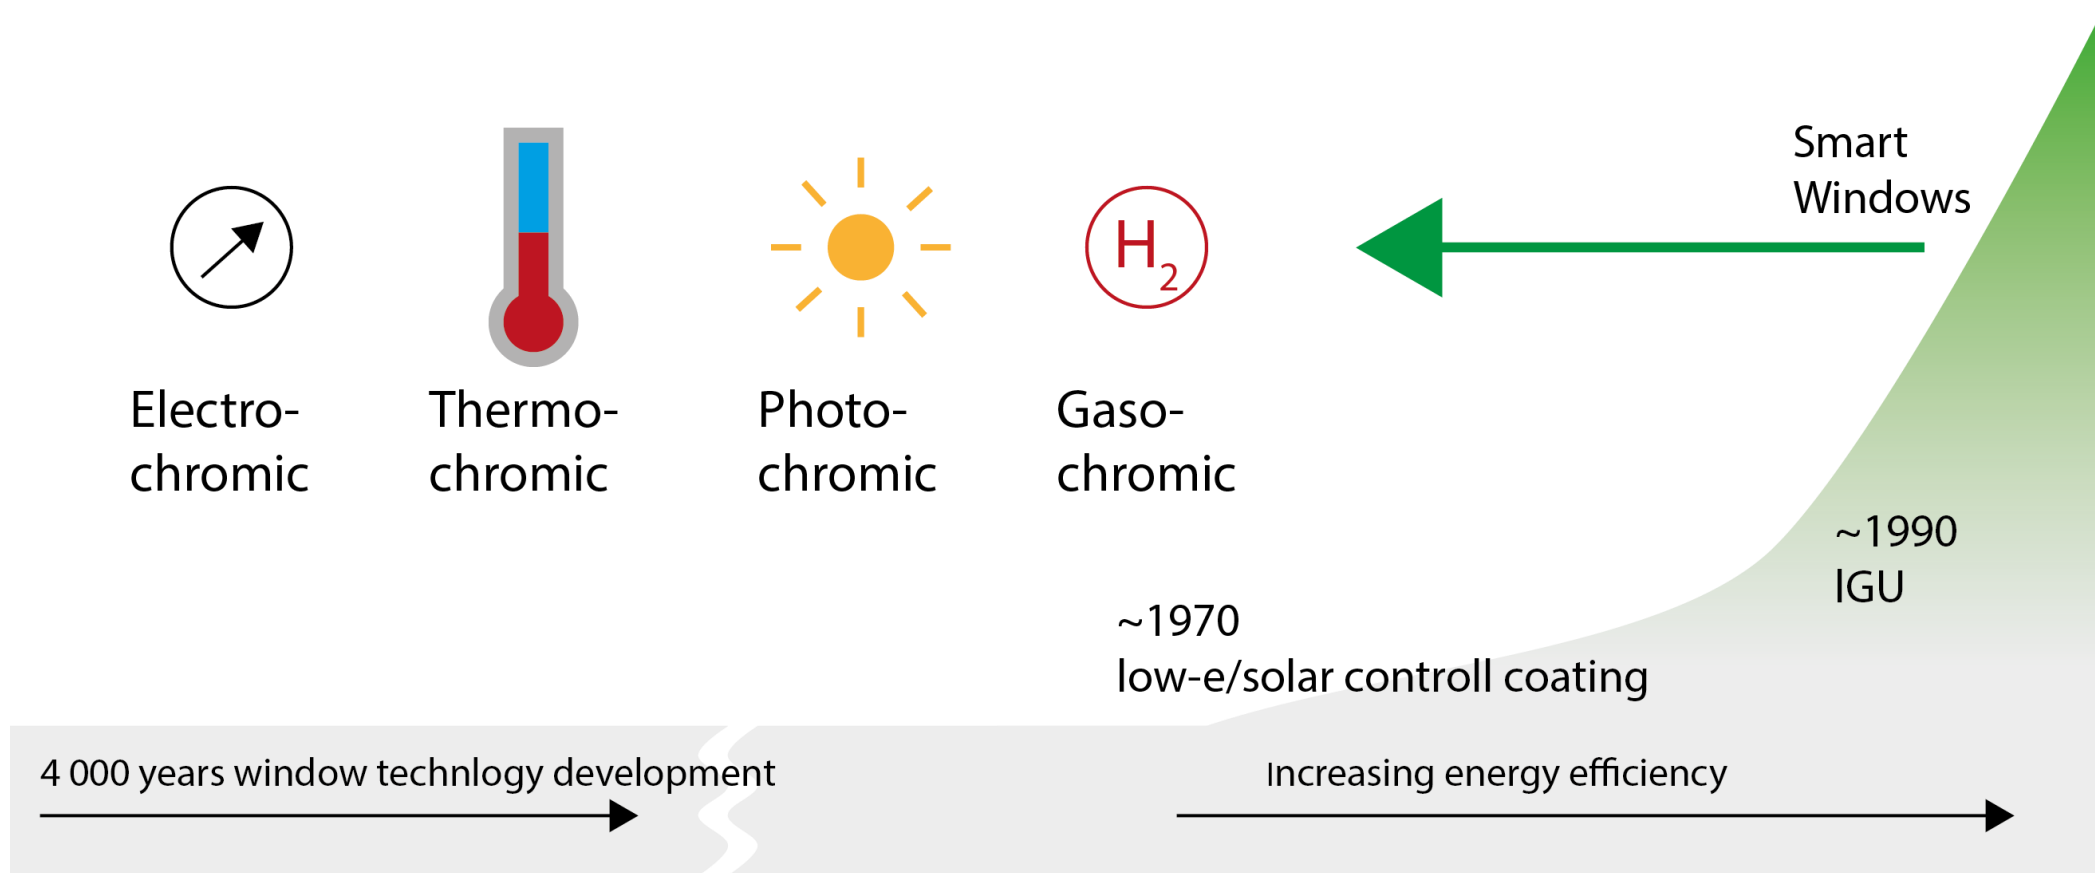 Smart
Windows
H2
Electro-
chromic
Thermo-
chromic
Photo-
chromic
Gaso-
chromic
~1990
IGU
~1970
low-e/solar controll coating
4 000 years window technlogy development
Increasing energy efficiency